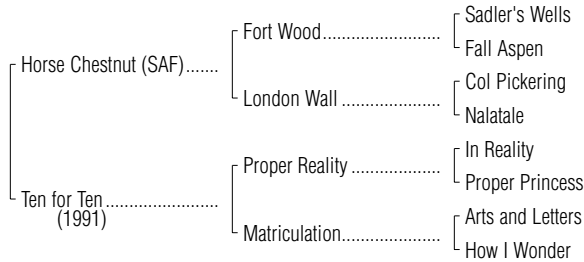 Sadler's Wells
Fort Wood
Fall Aspen
Horse Chestnut (SAF)
Col Pickering
London Wall
Nalatale
In Reality
Proper Reality
Proper Princess
Ten for Ten
(1991)
Arts and Letters
Matriculation
How I Wonder